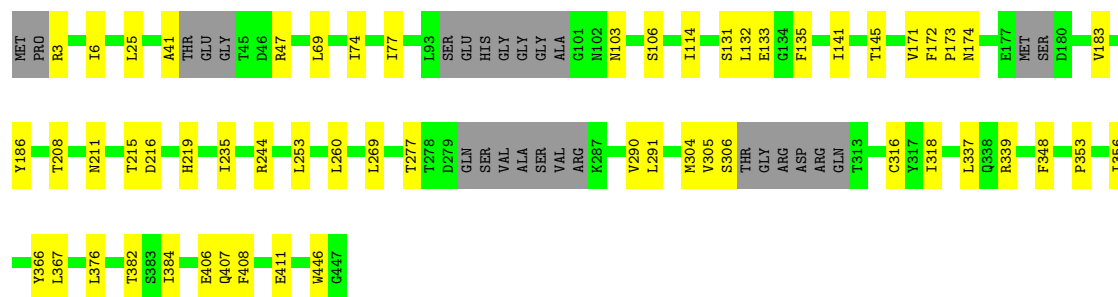 MET PRO R3 I6 L25 A41 THR GLU GLY T45 D46 R47 L69 I74 I77 L93 SER GLU HIS GLY GLY GLY ALA G101 N102 N103 S106 I114 S131 L132 E133 G134 F135 I141 T145 V171 F172 P173 N174 E177 MET SER D180 V183
Y186 T208 N211 T215 D216 H219 I235 R244 L253 L260 L269 T277 T278 D279 GLN SER VAL ALA SER VAL ARG K287 V290 L291 M304 V305 S306 THR GLY ARG ASP ARG GLN T313 C316 Y317 I318 L337 Q338 R339 F348 P353
Y366 L367 L376 T382 S383 I384 E406 Q407 F408 E411 W446 G447